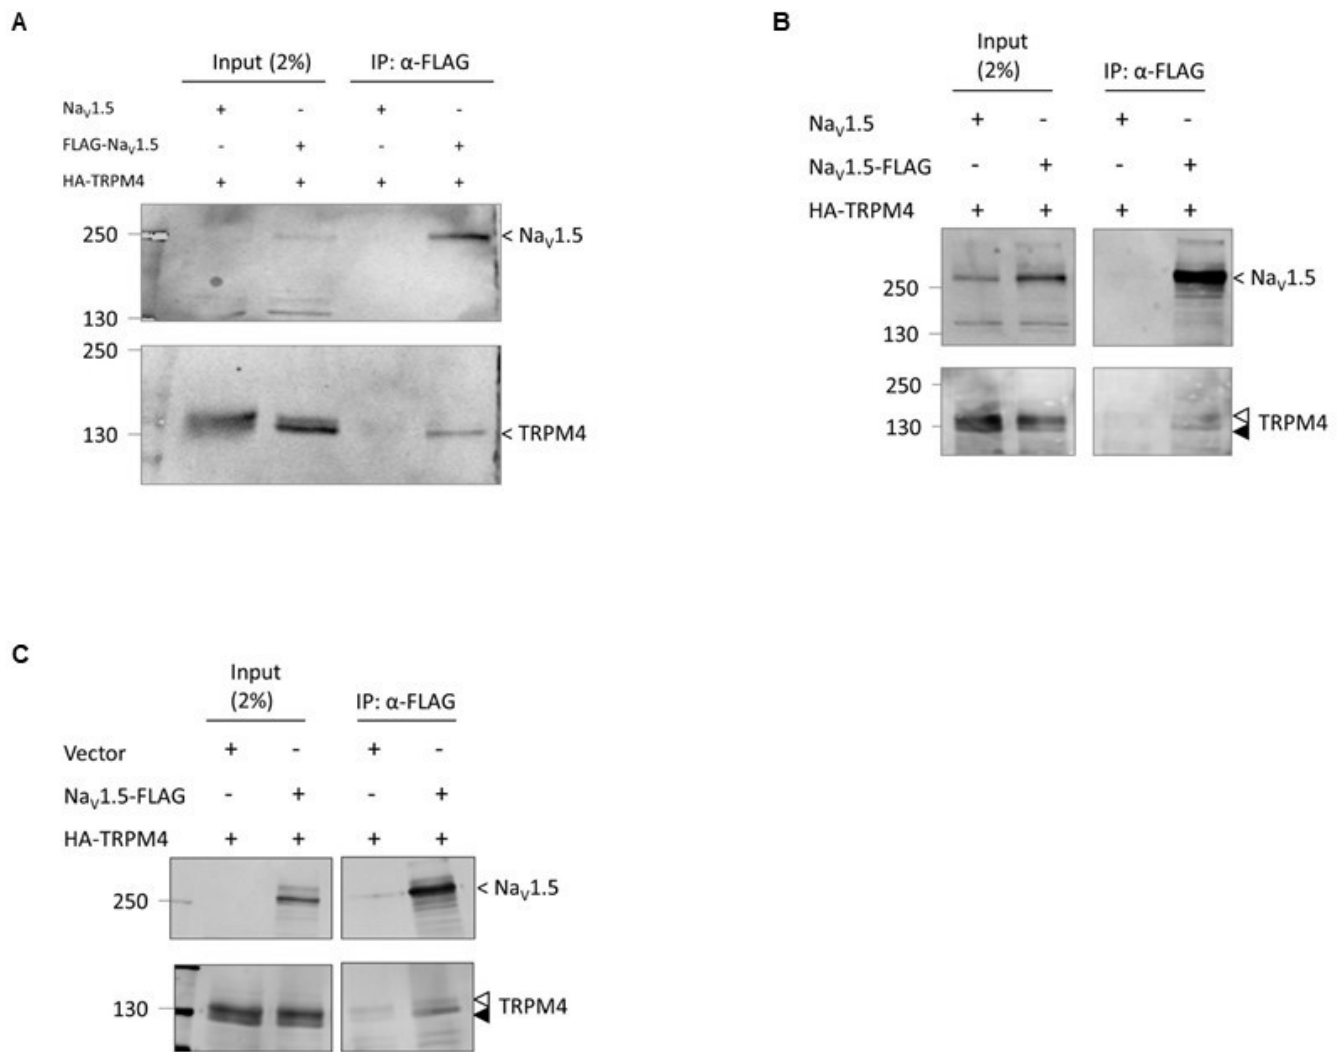 A
Input (2%) IP: α-FLAG
NaV1.5 + - + -
FLAG-NaV1.5 - + - +
HA-TRPM4 + + + +
250 < NaV1.5
130
250
130 < TRPM4
B
Input
(2%) IP: α-FLAG
NaV1.5 + - + -
NaV1.5-FLAG - + - +
HA-TRPM4 + + + +
250 < NaV1.5
130
250
130 TRPM4
C
Input
(2%) IP: α-FLAG
Vector + - + -
NaV1.5-FLAG - + - +
HA-TRPM4 + + + +
250 < NaV1.5
130 TRPM4